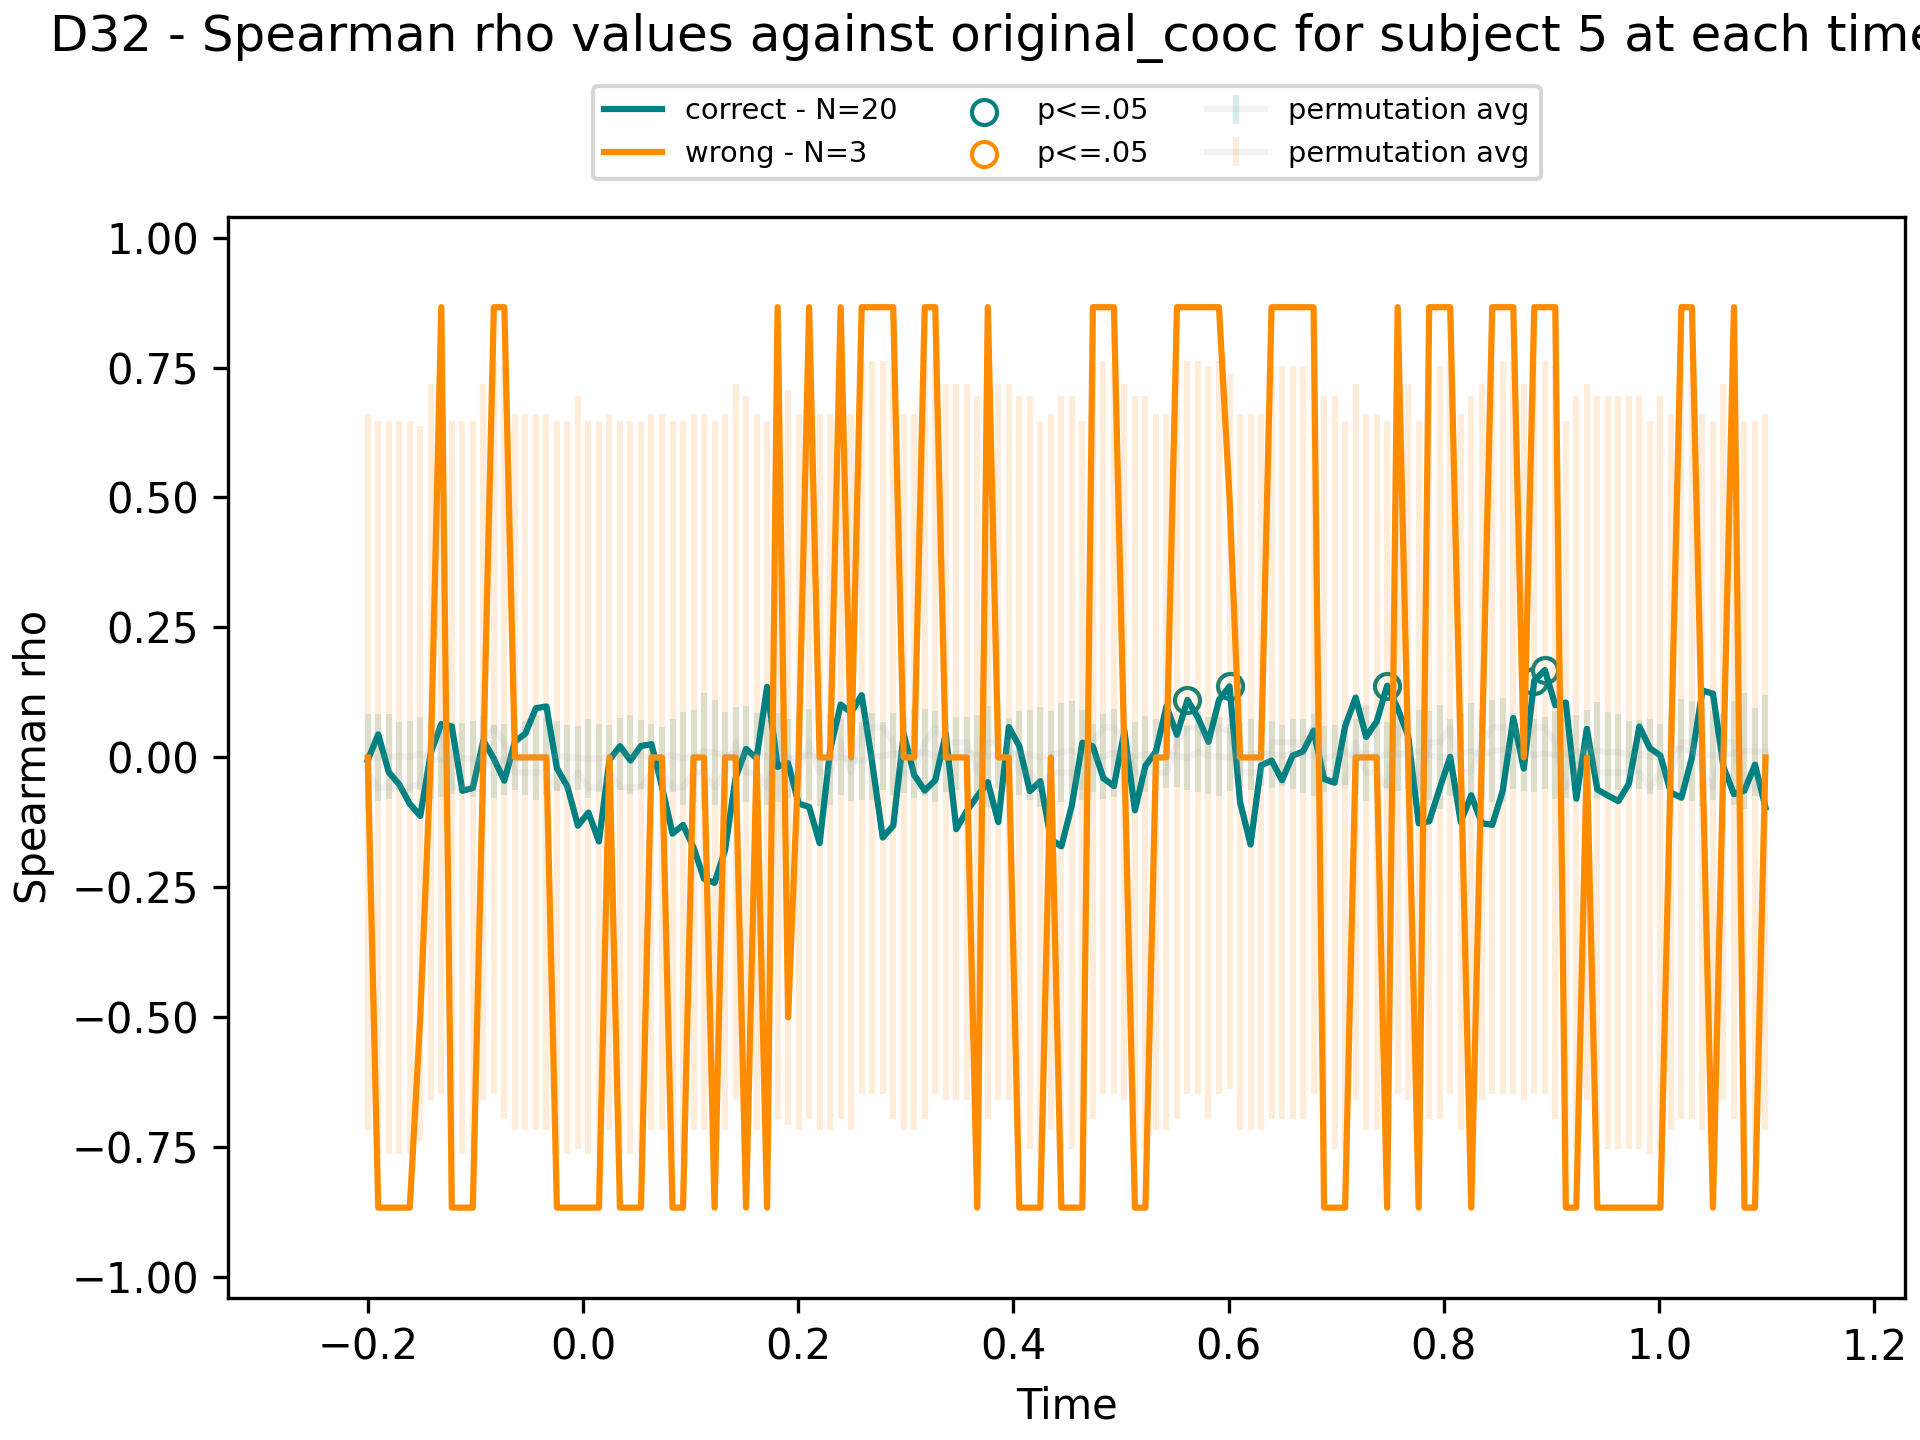 D32 - Spearman rho values against original_cooc for subject 5 at each time
correct - N=20
wrong - N=3
p<=.05
p<=.05
permutation avg
permutation avg
Spearman rho
1.00
0.75
0.50
0.25
0.00
−0.25
−0.50
−0.75
−1.00
−0.2 0.0 0.2 0.4 0.6 0.8 1.0 1.2
Time